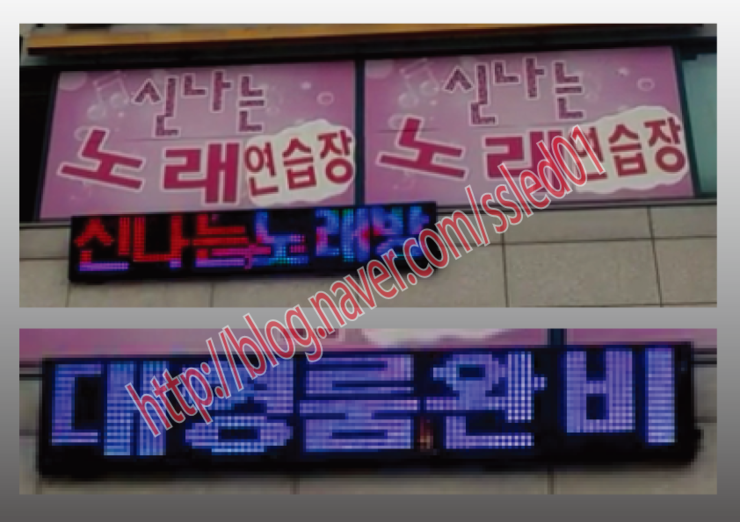 신나는
노래연습장
신나는
노래연습장
신나는노래방
http://blog.naver.com/ssled01
대형룸완비